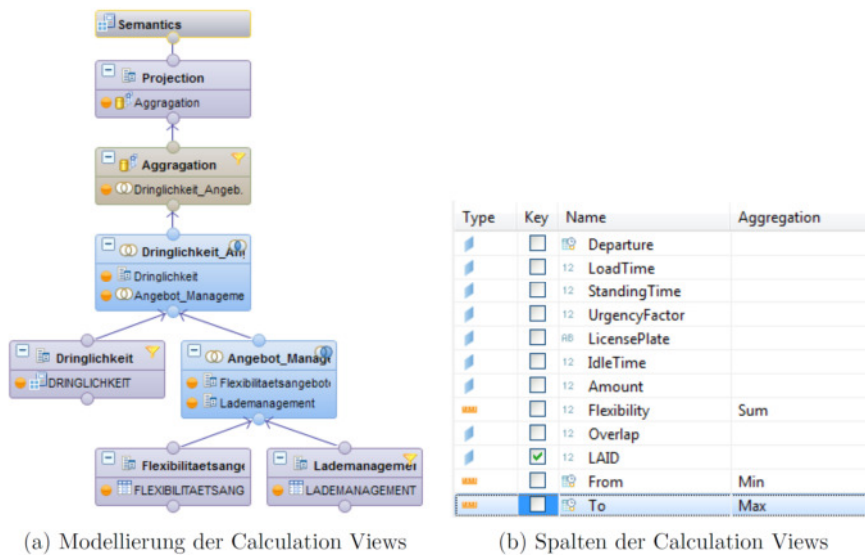 Semantics
Projection
Aggragation
Aggragation
Dringlichkeit_Angeb.
Dringlichkeit_An
Dringlichkeit
Angebot_Manageme
Dringlichkeit
DRINGLICHKEIT
Angebot_Manage
Flexibilitaetsangebote
Lademanagement
Flexibilitaetsange
FLEXIBILITAETSANG
Lademanagemer
LADEMANAGEMENT
(a) Modellierung der Calculation Views
Type Key Name Aggregation
Departure
12 LoadTime
12 StandingTime
12 UrgencyFactor
AB LicensePlate
12 IdleTime
12 Amount
12 Flexibility Sum
12 Overlap
12 LAID
From Min
To Max
(b) Spalten der Calculation Views